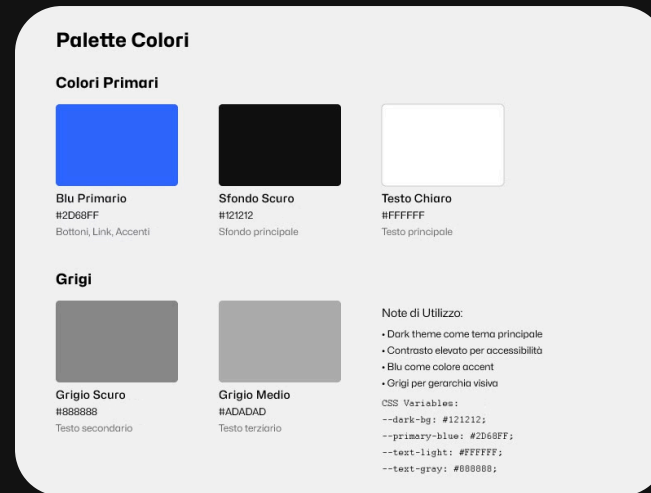 Palette Colori
Colori Primari
Blu Primario
#2D68FF
Bottoni, Link, Accenti
Sfondo Scuro
#121212
Sfondo principale
Testo Chiaro
#FFFFFF
Testo principale
Grigi
Grigio Scuro
#888888
Testo secondario
Grigio Medio
#ADADAD
Testo terziario
Note di Utilizzo:
• Dark theme come tema principale
• Contrasto elevato per accessibilità
• Blu come colore accent
• Grigi per gerarchia visiva
CSS Variables:
--dark-bg: #121212;
--primary-blue: #2D68FF;
--text-light: #FFFFFF;
--text-gray: #888888;